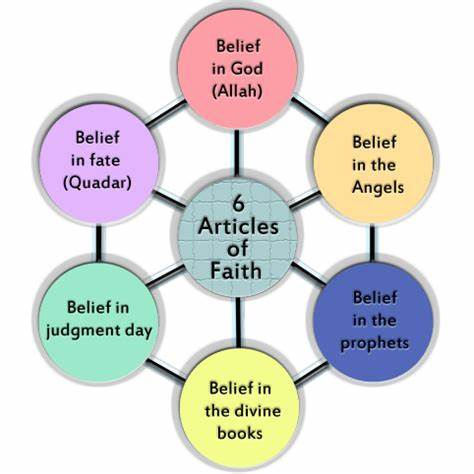 Belief
in God
(Allah)
Belief
in fate
(Quadar)
Belief
in the
Angels
6
Articles
of
Faith
Belief in
judgment day
Belief
in the
prophets
Belief in
the divine
books